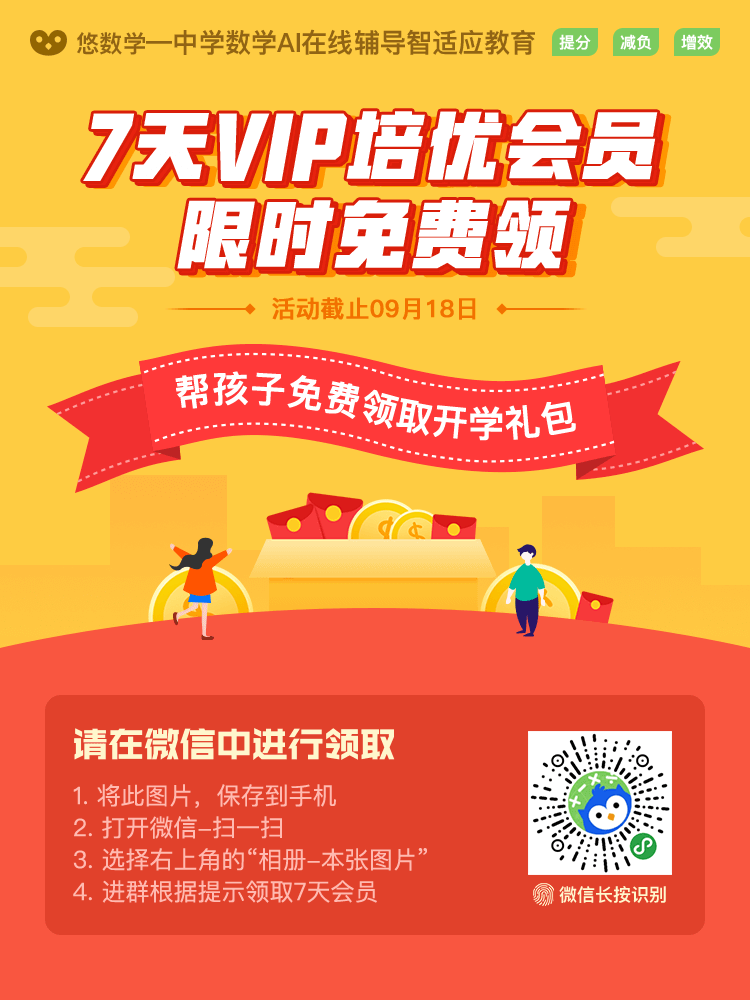 悠数学—中学数学AI在线辅导智适应教育 提分 减负 增效
7天VIP培优会员
限时免费领
活动截止09月18日
帮孩子免费领取开学礼包
请在微信中进行领取
1. 将此图片，保存到手机
2. 打开微信-扫一扫
3. 选择右上角的“相册-本张图片”
4. 进群根据提示领取7天会员
微信长按识别